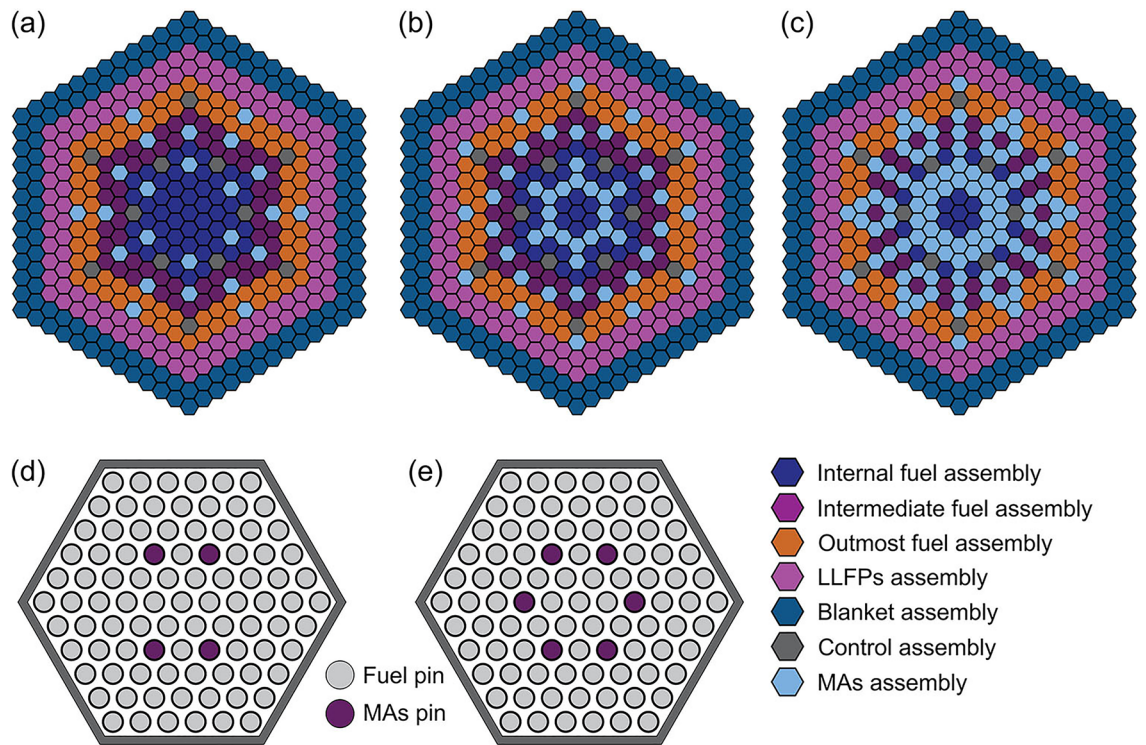 (a)
(b)
(c)
(d)
(e)
Fuel pin
MAs pin
Internal fuel assembly
Intermediate fuel assembly
Outmost fuel assembly
LLFPs assembly
Blanket assembly
Control assembly
MAs assembly